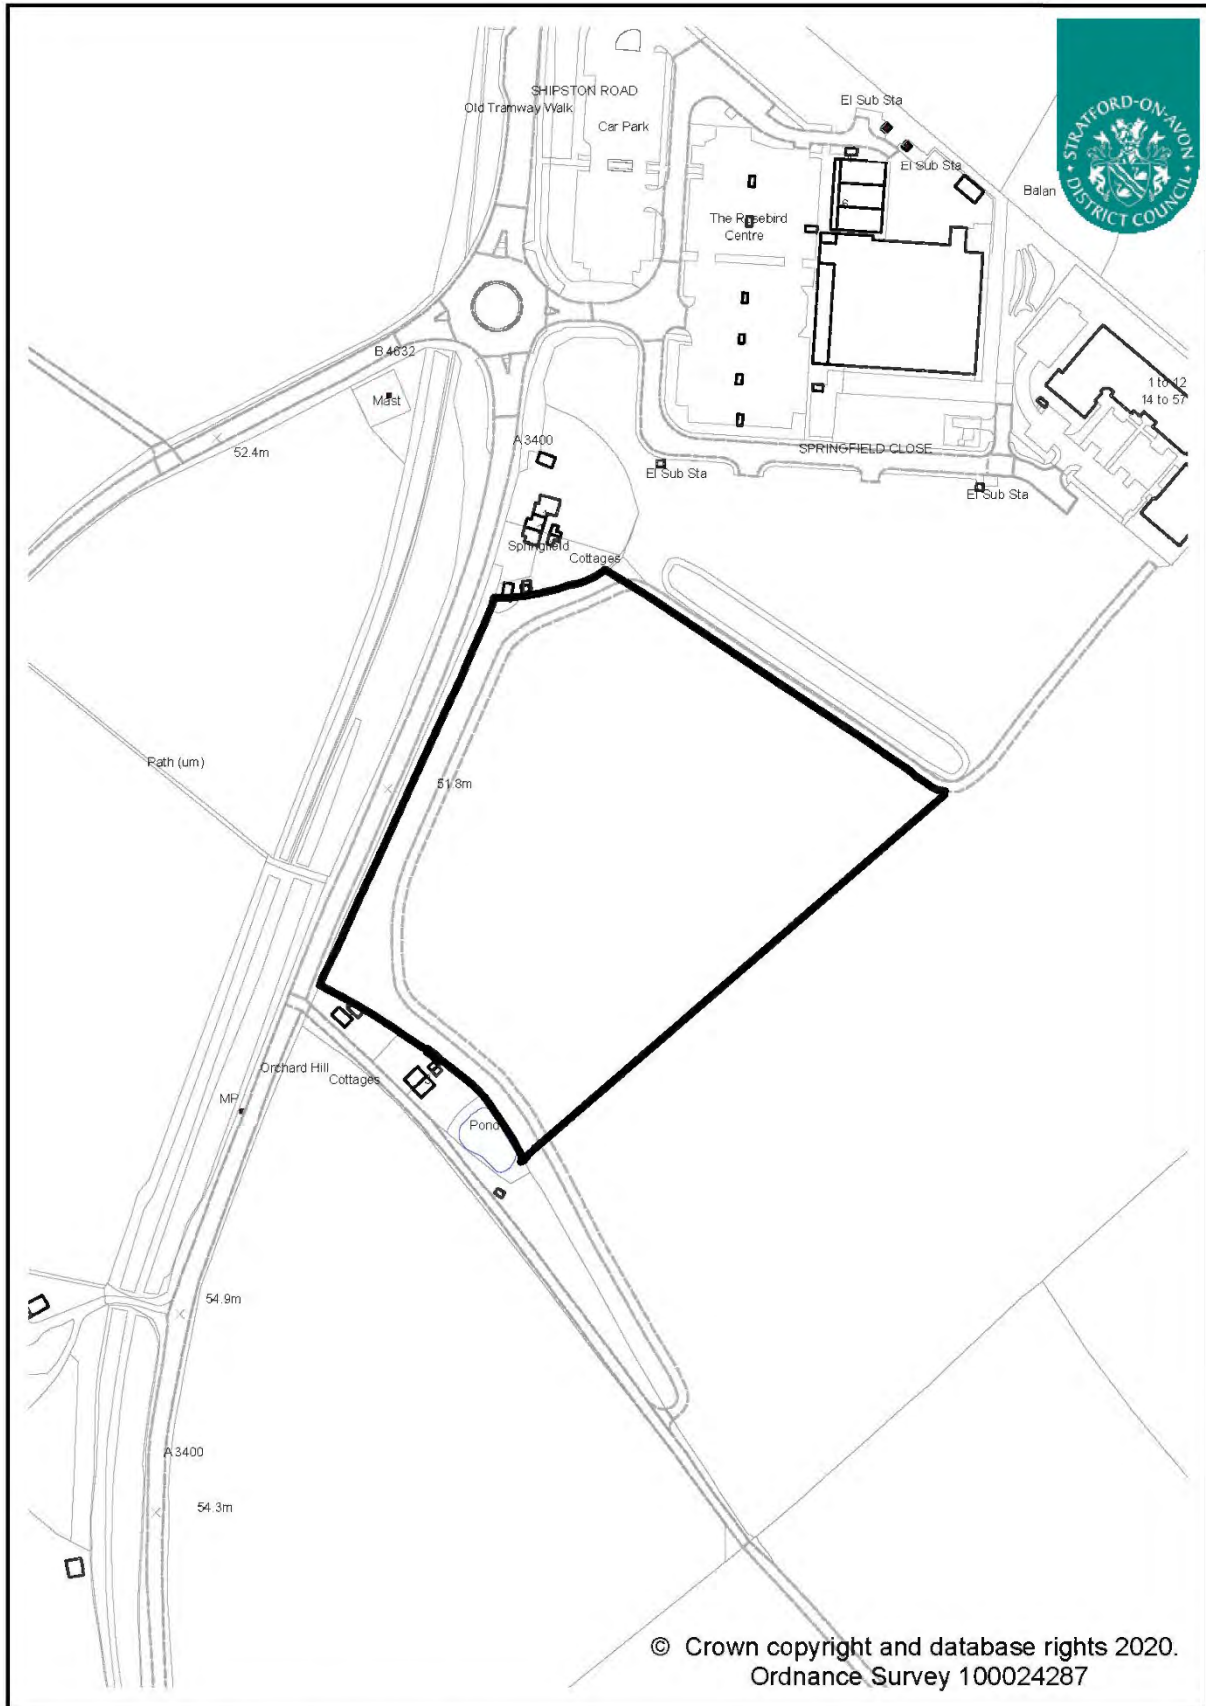 SHIPSTON ROAD
Old Tramway Walk
Car Park
El Sub Sta
El Sub Sta
STRATFORD-ON-AVON
DISTRICT COUNCIL
Balan
The Rosebird
Centre
B 4632
Mast
52.4m
A 3400
SPRINGFIELD CLOSE
El Sub Sta
El Sub Sta
1 to 12
14 to 57
Springfield
Cottages
Path (um)
51.8m
Orchard Hill
Cottages
MP
Pond
54.9m
A 3400
54.3m
© Crown copyright and database rights 2020.
Ordnance Survey 100024287